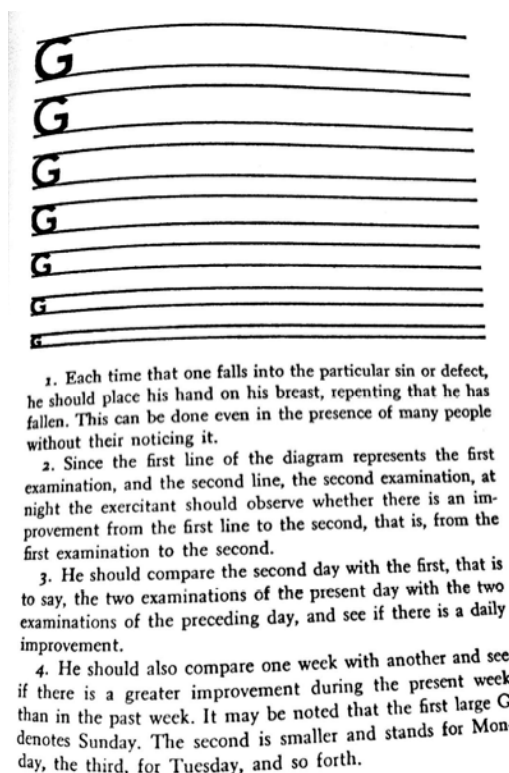 G
G
G
G
G
G
G
1. Each time that one falls into the particular sin or defect,
he should place his hand on his breast, repenting that he has
fallen. This can be done even in the presence of many people
without their noticing it.
2. Since the first line of the diagram represents the first
examination, and the second line, the second examination, at
night the exercitant should observe whether there is an im-
provement from the first line to the second, that is, from the
first examination to the second.
3. He should compare the second day with the first, that is
to say, the two examinations of the present day with the two
examinations of the preceding day, and see if there is a daily
improvement.
4. He should also compare one week with another and see
if there is a greater improvement during the present week
than in the past week. It may be noted that the first large G
denotes Sunday. The second is smaller and stands for Mon-
day, the third, for Tuesday, and so forth.